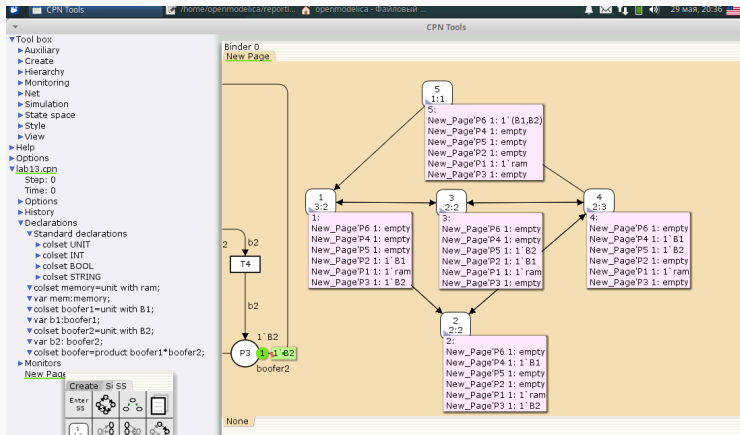 CPN Tools
/home/openmodelica/reporti...
openmodelica - Файловый ...
29 мая, 20:36
CPN Tools
Tool box
Auxiliary
Create
Hierarchy
Monitoring
Net
Simulation
State space
Style
View
Help
Options
lab13.cpn
Step: 0
Time: 0
Options
History
Declarations
Standard declarations
colset UNIT
colset INT
colset BOOL
colset STRING
colset memory=unit with ram;
var mem:memory;
colset boofer1=unit with B1;
var b1:boofer1;
colset boofer2=unit with B2;
var b2: boofer2;
colset boofer=product boofer1*boofer2;
Monitors
New Page
Create
SS
Enter
SS
Binder 0
New Page
2
b2
T4
b2
1`B2
P3
1
1`B2
boofer2
5
1:1
5:
New_Page'P6 1: 1`(B1,B2)
New_Page'P4 1: empty
New_Page'P5 1: empty
New_Page'P2 1: empty
New_Page'P1 1: 1`ram
New_Page'P3 1: empty
1
3:2
1:
New_Page'P6 1: empty
New_Page'P4 1: empty
New_Page'P5 1: empty
New_Page'P2 1: 1`B1
New_Page'P1 1: 1`ram
New_Page'P3 1: 1`B2
3
2:2
3:
New_Page'P6 1: empty
New_Page'P4 1: empty
New_Page'P5 1: 1`B2
New_Page'P2 1: 1`B1
New_Page'P1 1: 1`ram
New_Page'P3 1: empty
4
2:3
4:
New_Page'P6 1: empty
New_Page'P4 1: 1`B1
New_Page'P5 1: 1`B2
New_Page'P2 1: empty
New_Page'P1 1: 1`ram
New_Page'P3 1: empty
2
2:2
2:
New_Page'P6 1: empty
New_Page'P4 1: 1`B1
New_Page'P5 1: empty
New_Page'P2 1: empty
New_Page'P1 1: 1`ram
New_Page'P3 1: 1`B2
None